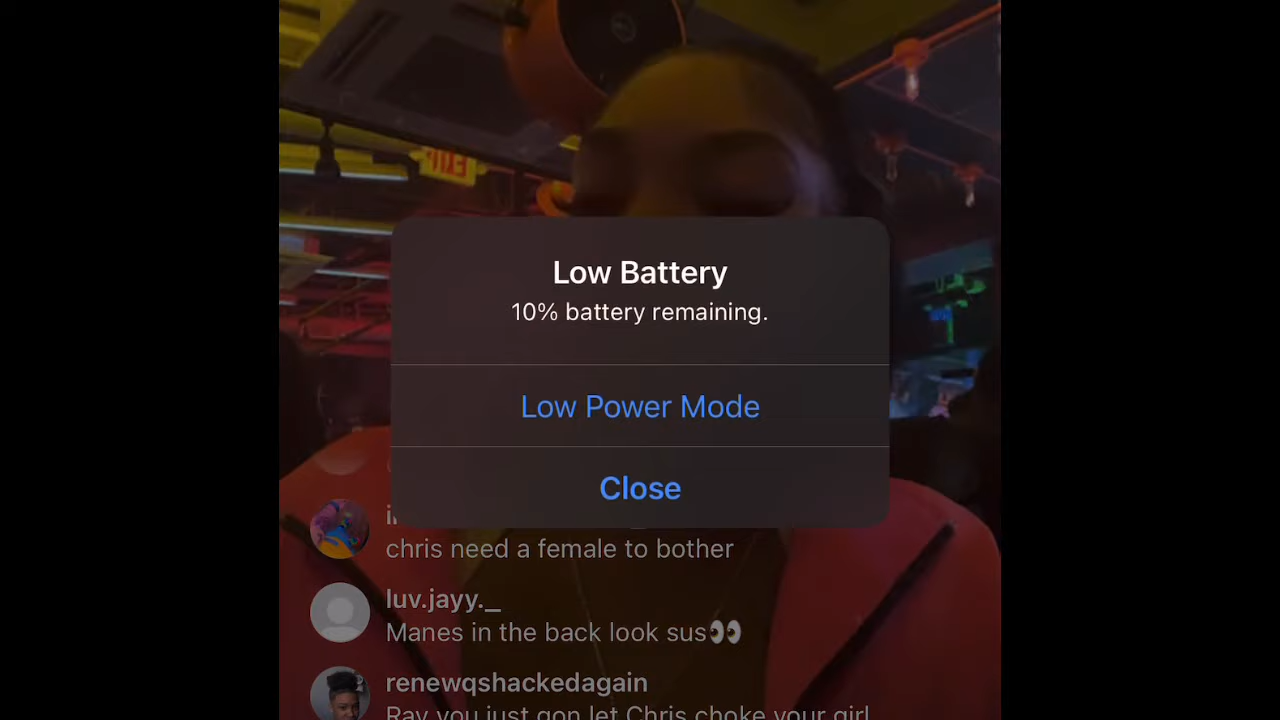 EXIT
Low Battery
10% battery remaining.
Low Power Mode
Close
chris need a female to bother
luv.jayy._
Manes in the back look sus👀
renewqshackedagain
Ray you just gon let Chris choke your girl